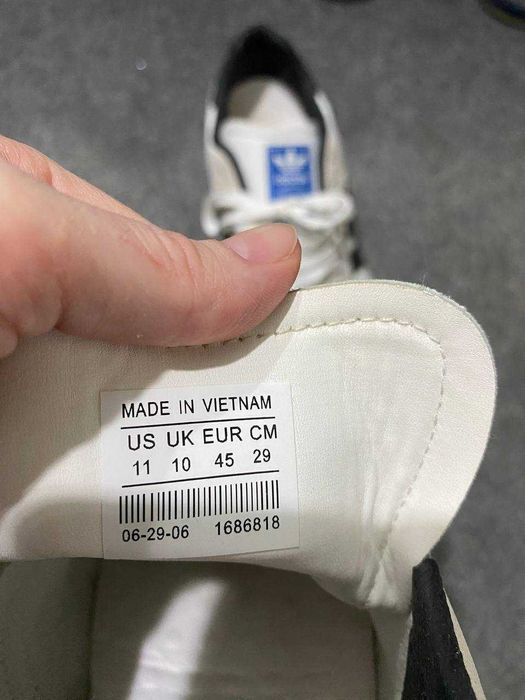 MADE IN VIETNAM
US UK EUR CM
11 10 45 29
06-29-06 1686818